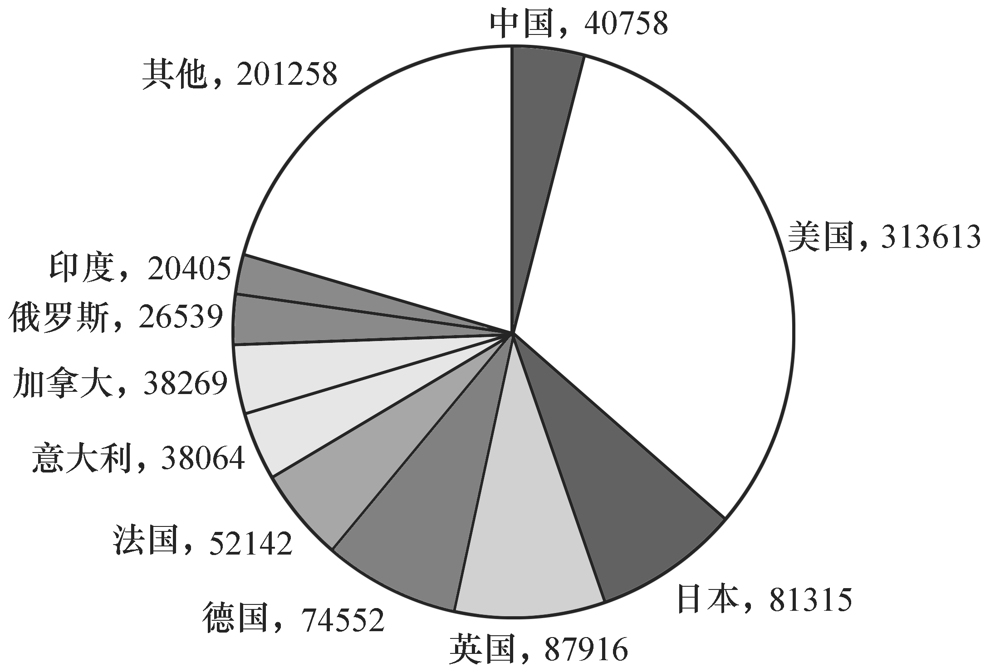 中国，40758
其他，201258
美国，313613
印度，20405
俄罗斯，26539
加拿大，38269
意大利，38064
法国，52142
日本，81315
德国，74552
英国，87916